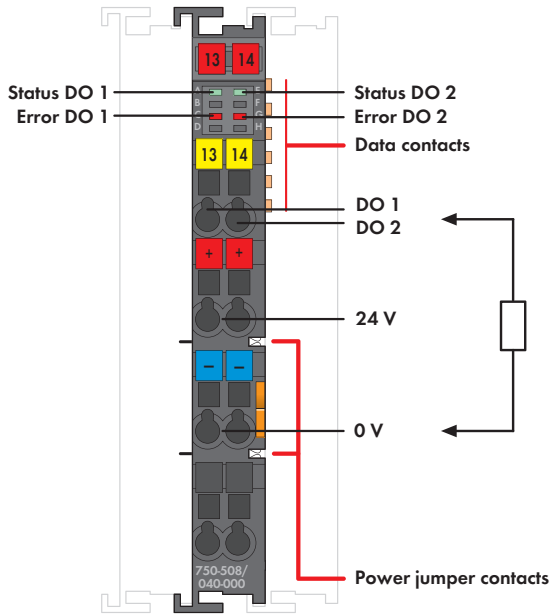 13 14
Status DO 1
A
E
Status DO 2
B
F
Error DO 1
C
G
Error DO 2
D
H
Data contacts
13 14
DO 1
DO 2
+ +
24 V
– –
0 V
750-508/
040-000
Power jumper contacts